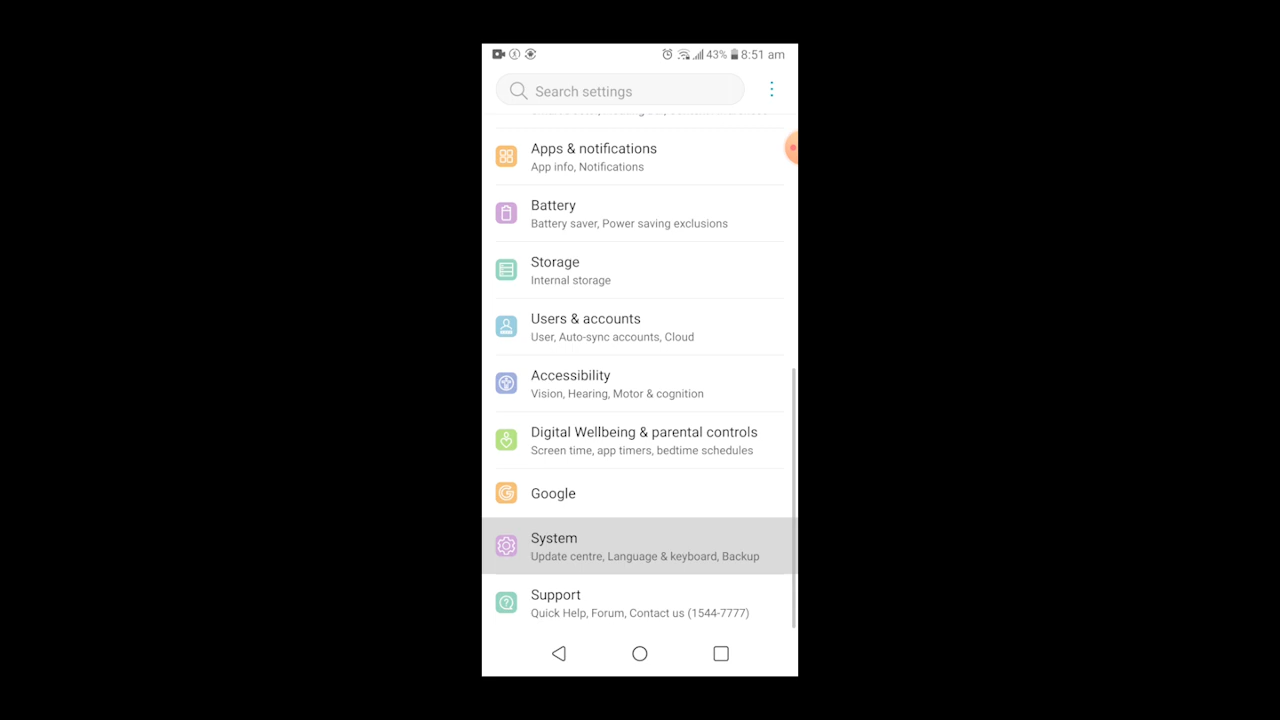 43% 8:51 am
Search settings
Apps & notifications
App info, Notifications
Battery
Battery saver, Power saving exclusions
Storage
Internal storage
Users & accounts
User, Auto-sync accounts, Cloud
Accessibility
Vision, Hearing, Motor & cognition
Digital Wellbeing & parental controls
Screen time, app timers, bedtime schedules
Google
System
Update centre, Language & keyboard, Backup
Support
Quick Help, Forum, Contact us (1544-7777)